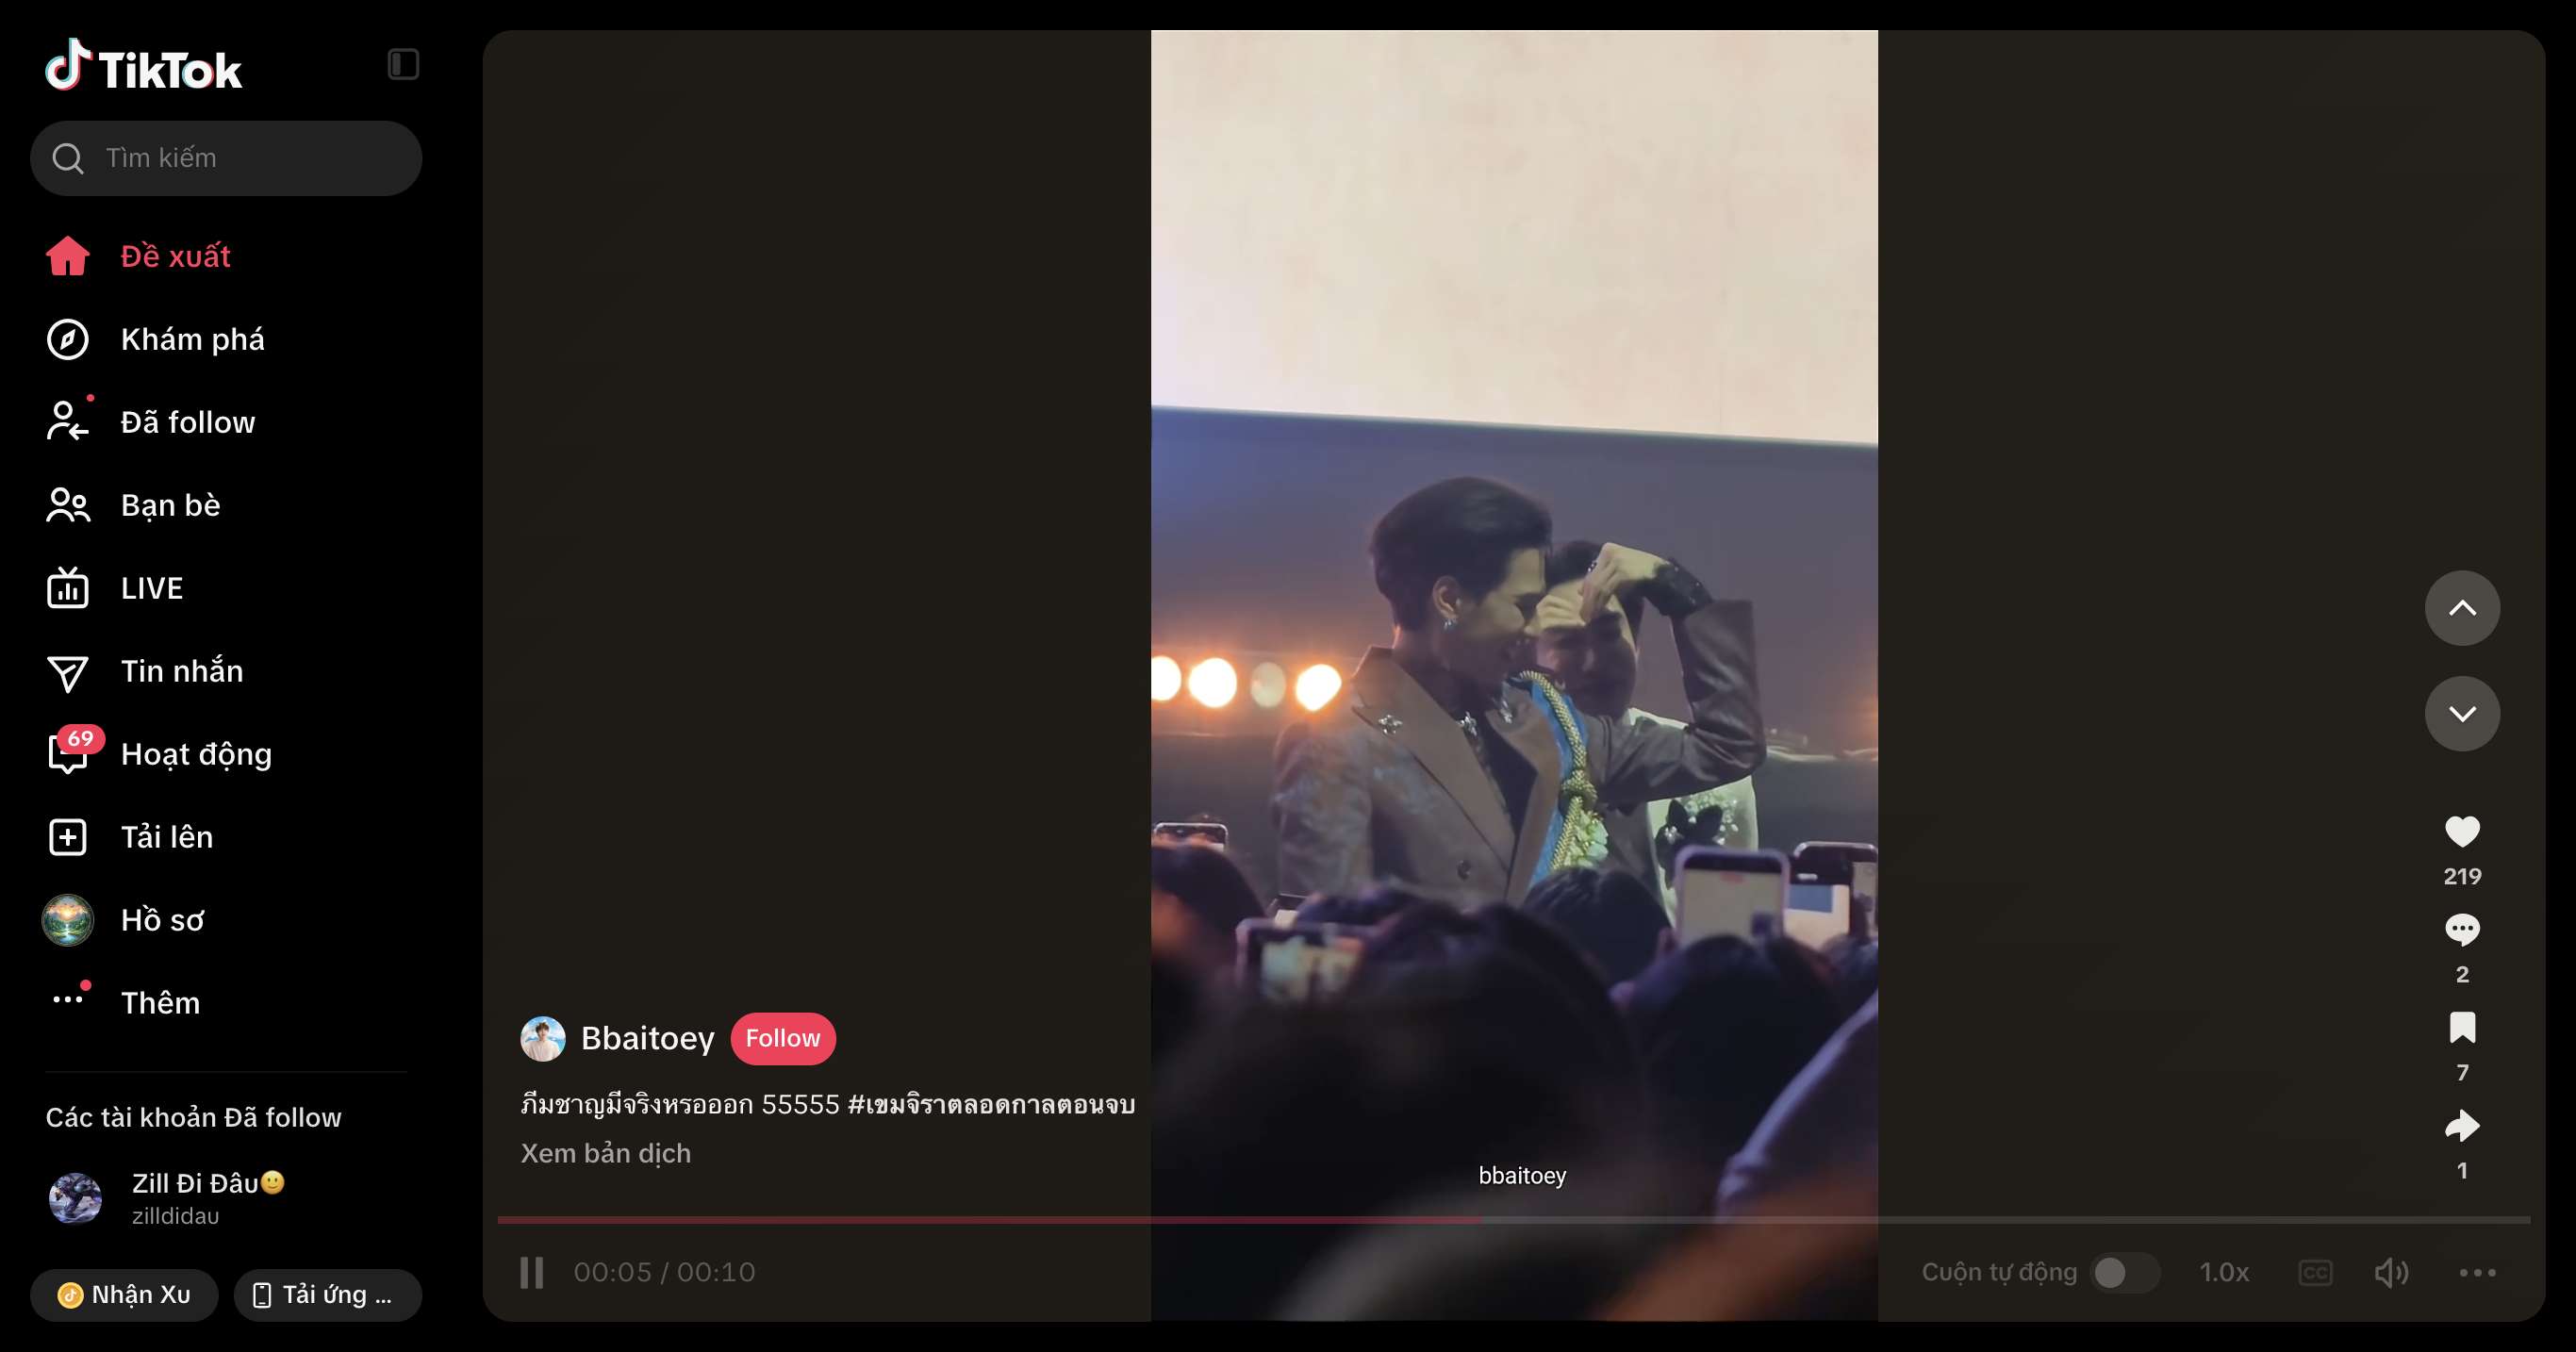 TikTok
Tìm kiếm
Đề xuất
Khám phá
Đã follow
Bạn bè
LIVE
Tin nhắn
69
Hoạt động
Tải lên
Hồ sơ
Thêm
Các tài khoản Đã follow
Zill Đi Đâu🙂
zilldidau
Nhận Xu
Tải ứng ...
Bbaitoey
Follow
ภีมชาญมีจริงหรอออก 55555 #เขมจิราตลอดกาลตอนจบ
Xem bản dịch
bbaitoey
00:05 / 00:10
219
2
7
1
Cuộn tự động
1.0x
CC